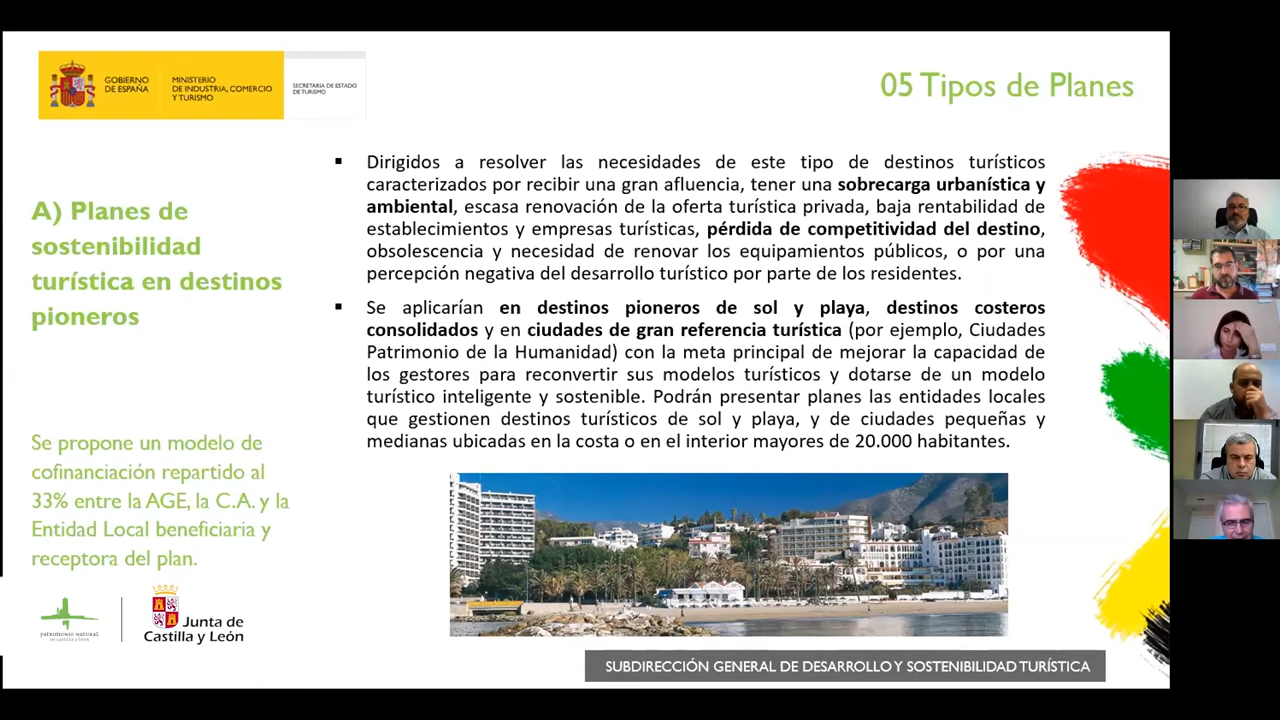 GOBIERNO
DE ESPAÑA
MINISTERIO
DE INDUSTRIA, COMERCIO
Y TURISMO
SECRETARIA DE ESTADO
DE TURISMO
05 Tipos de Planes
A) Planes de
sostenibilidad
turística en destinos
pioneros
Se propone un modelo de
cofinanciación repartido al
33% entre la AGE, la C.A. y la
Entidad Local beneficiaria y
receptora del plan.
▪ Dirigidos a resolver las necesidades de este tipo de destinos turísticos
caracterizados por recibir una gran afluencia, tener una sobrecarga urbanística y
ambiental, escasa renovación de la oferta turística privada, baja rentabilidad de
establecimientos y empresas turísticas, pérdida de competitividad del destino,
obsolescencia y necesidad de renovar los equipamientos públicos, o por una
percepción negativa del desarrollo turístico por parte de los residentes.
▪ Se aplicarían en destinos pioneros de sol y playa, destinos costeros
consolidados y en ciudades de gran referencia turística (por ejemplo, Ciudades
Patrimonio de la Humanidad) con la meta principal de mejorar la capacidad de
los gestores para reconvertir sus modelos turísticos y dotarse de un modelo
turístico inteligente y sostenible. Podrán presentar planes las entidades locales
que gestionen destinos turísticos de sol y playa, y de ciudades pequeñas y
medianas ubicadas en la costa o en el interior mayores de 20.000 habitantes.
PATRIMONIO NATURAL
en castilla y león
Junta de
Castilla y León
SUBDIRECCIÓN GENERAL DE DESARROLLO Y SOSTENIBILIDAD TURÍSTICA